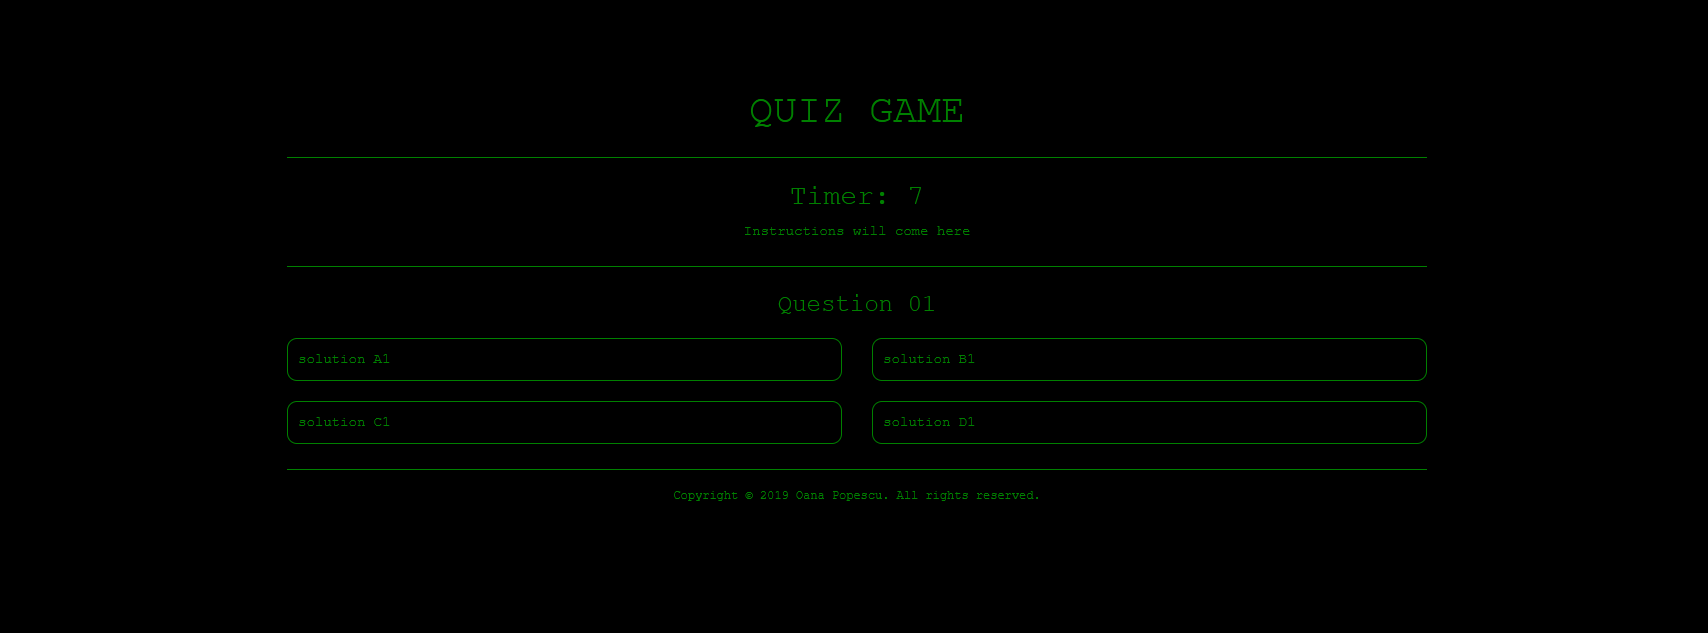 QUIZ GAME
Timer: 7
Instructions will come here
Question 01
solution A1
solution B1
solution C1
solution D1
Copyright © 2019 Oana Popescu. All rights reserved.